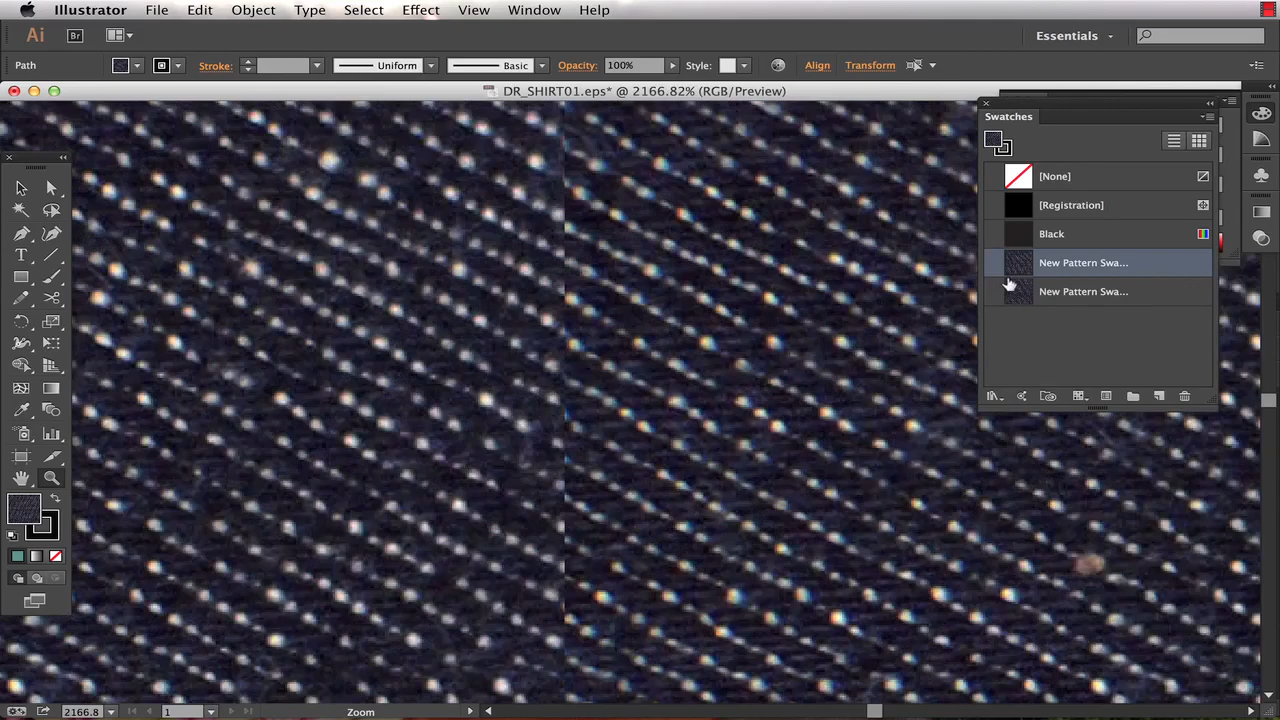 Illustrator File Edit Object Type Select Effect View Window Help
Ai Br Essentials
Path Stroke: Uniform Basic Opacity: 100% Style: Align Transform
DR_SHIRT01.eps* @ 2166.82% (RGB/Preview)
Swatches
[None]
[Registration]
Black
New Pattern Swa...
New Pattern Swa...
T
2166.8 1 Zoom